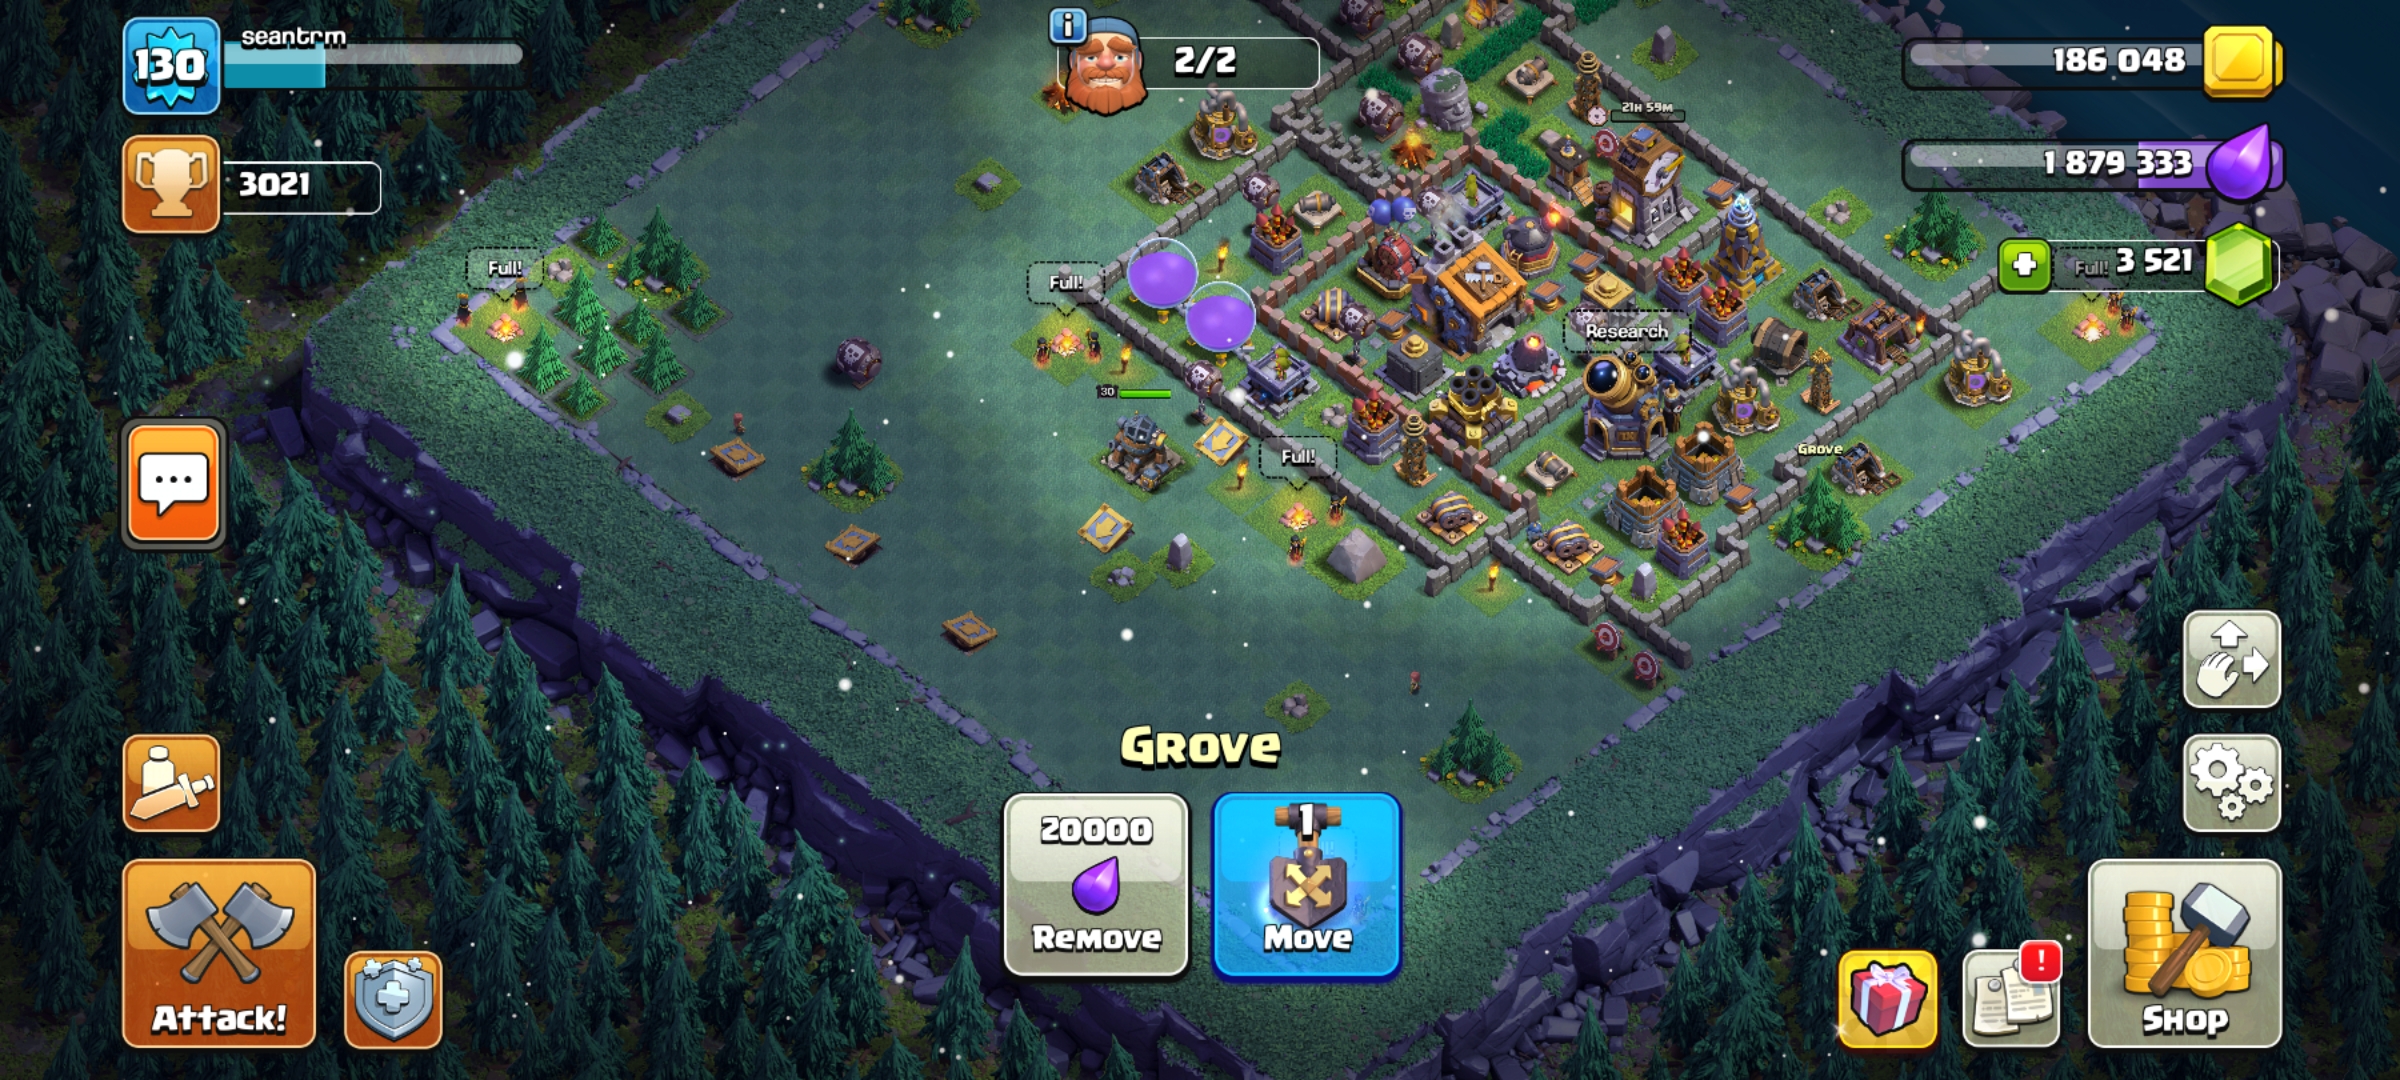 130
seantrm
2/2
186 048
21H 59M
1 879 333
3021
Full!
Full!
Full! 3 521
Research
30
Full!
Grove
Grove
20000
Remove
1
Move
Attack!
Shop